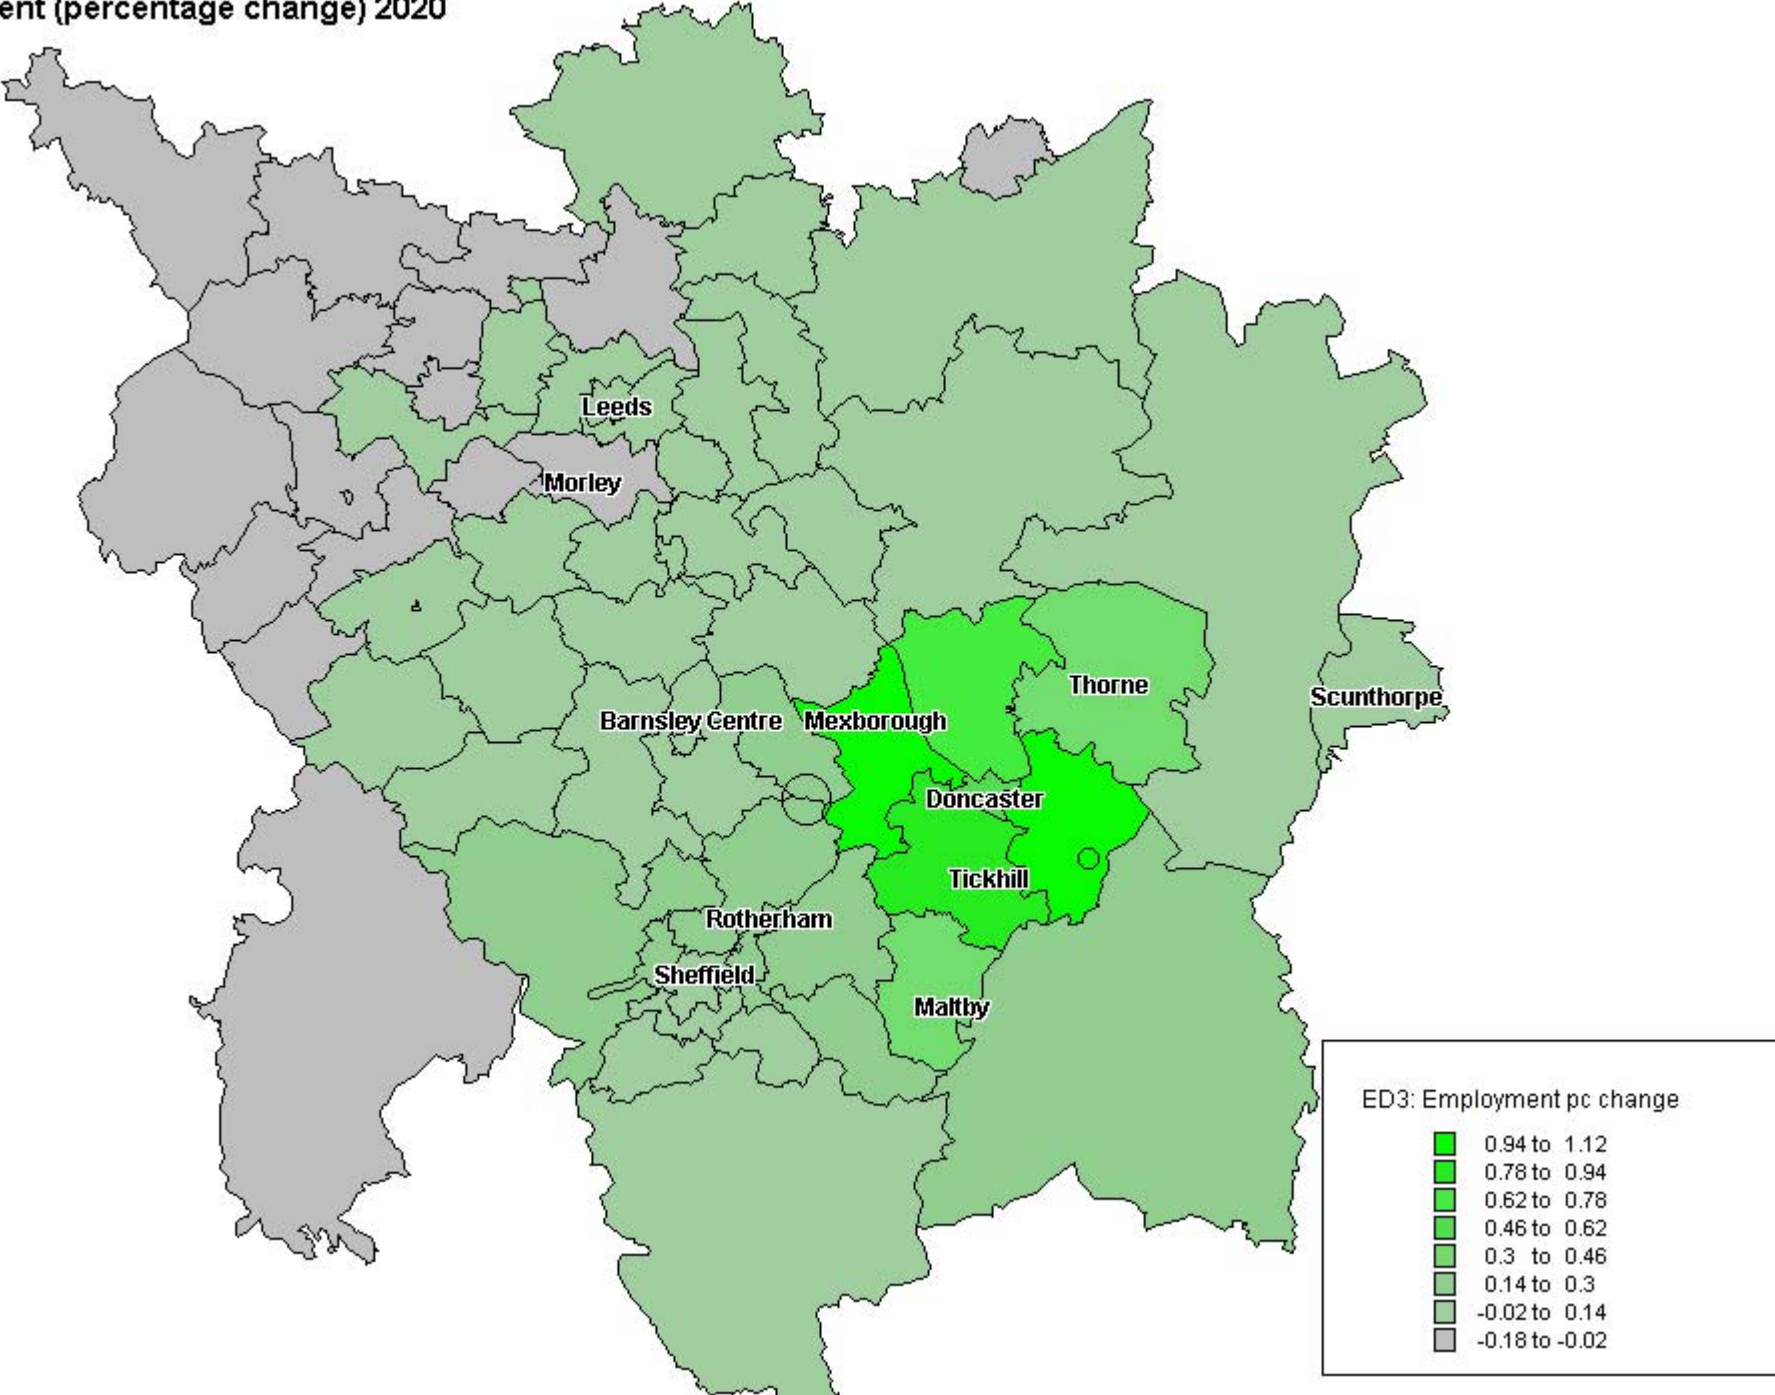 ent (percentage change) 2020
Leeds
Morley
Thorne
Scunthorpe
Barnsley Centre
Mexborough
Doncaster
Tickhill
Rotherham
Sheffield
Maltby
ED3: Employment pc change
0.94 to 1.12
0.78 to 0.94
0.62 to 0.78
0.46 to 0.62
0.3 to 0.46
0.14 to 0.3
-0.02 to 0.14
-0.18 to -0.02